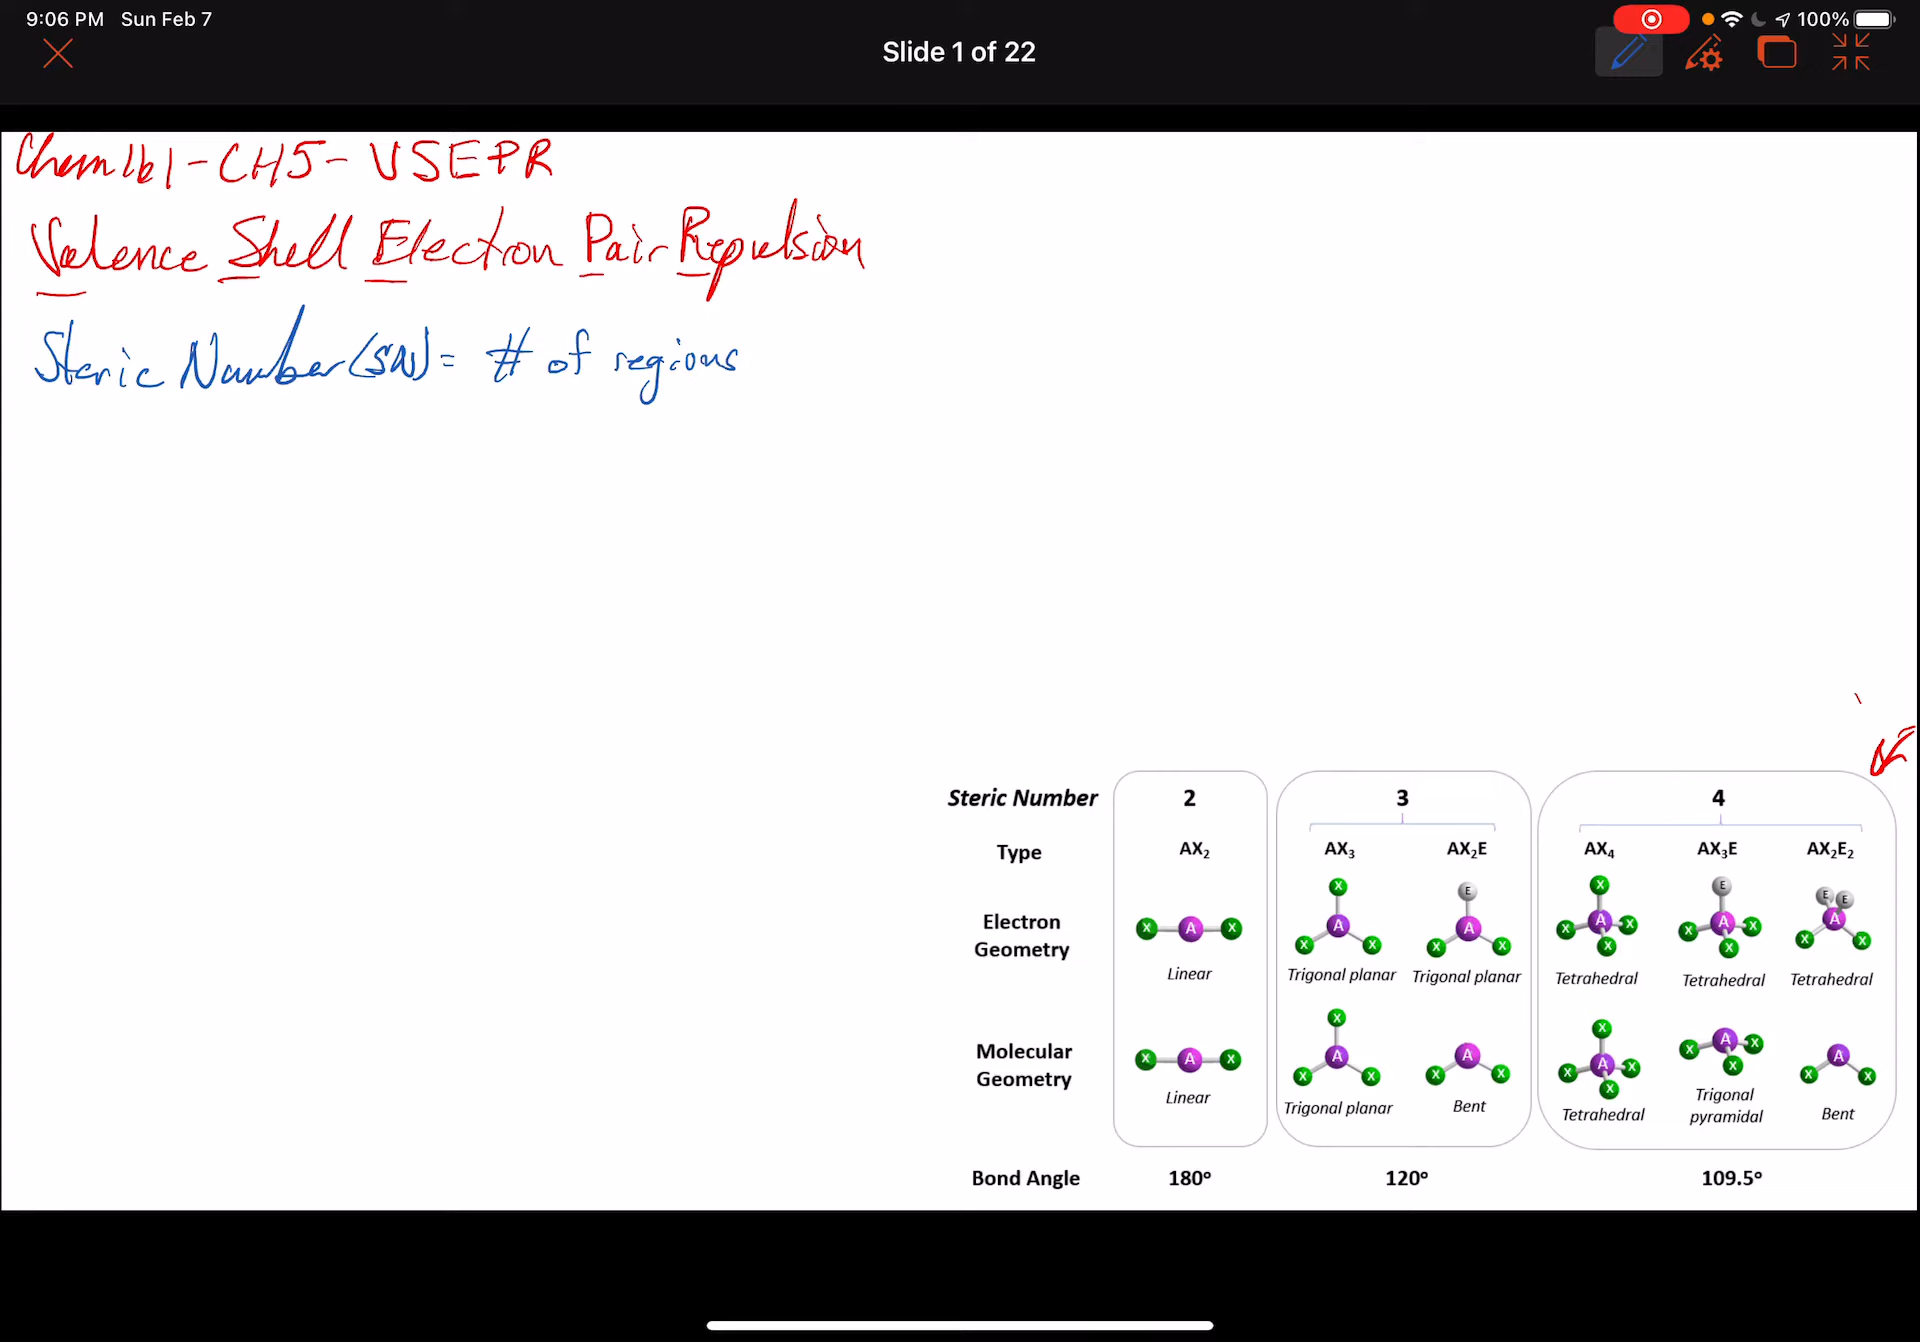 9:06 PM Sun Feb 7
100%
Slide 1 of 22
Chem 161 - CH5 - VSEPR
Valence Shell Electron Pair Repulsion
Steric Number (SN) = # of regions
Steric Number 2 3 4
Type AX₂ AX₃ AX₂E AX₄ AX₃E AX₂E₂
Electron Geometry
X A X
X A X X
E A X X
X A X X X
E A X X X
E E A X X
Linear Trigonal planar Trigonal planar Tetrahedral Tetrahedral Tetrahedral
Molecular Geometry
X A X
X A X X
A X X
X A X X X
A X X X
A X X
Linear Trigonal planar Bent Tetrahedral Trigonal pyramidal Bent
Bond Angle 180° 120° 109.5°